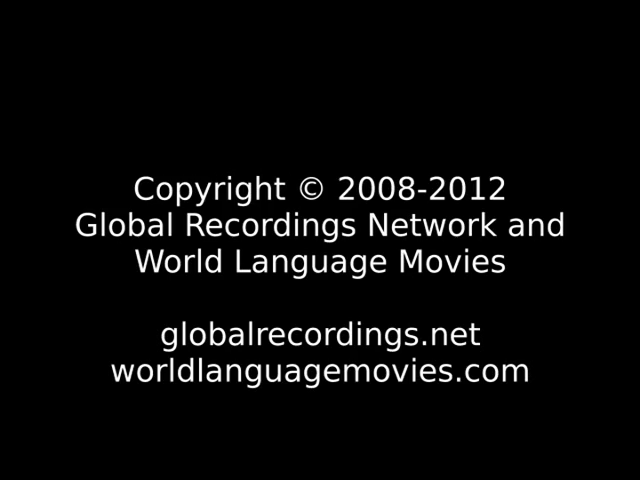 Copyright © 2008-2012
Global Recordings Network and
World Language Movies
globalrecordings.net
worldlanguagemovies.com